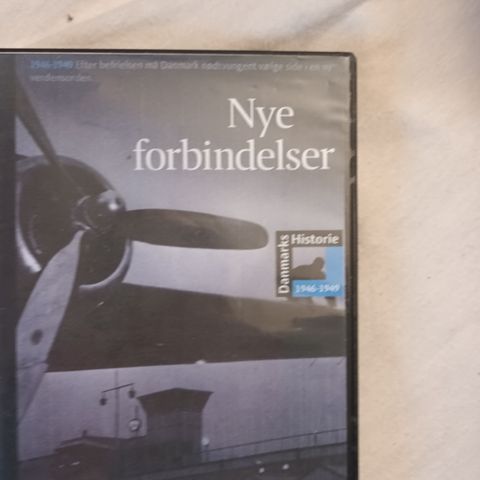 1946-1949 Efter befrielsen må Danmark nødtvungent vælge side i en ny
verdensorden
Nye
forbindelser
Danmarks
Historie
1946-1949